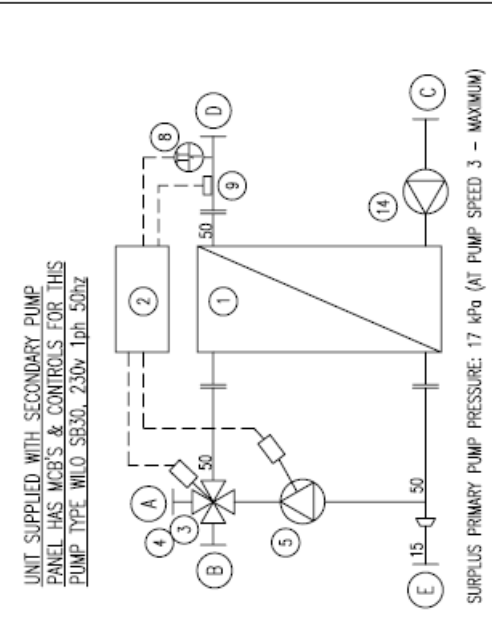 UNIT SUPPLIED WITH SECONDARY PUMP
PANEL HAS MCB'S & CONTROLS FOR THIS
PUMP TYPE WILO SB30, 230v 1ph 50hz
A
4
3
B
50
5
2
1
50
8
9
D
14
C
E
15
50
SURPLUS PRIMARY PUMP PRESSURE: 17 kPa (AT PUMP SPEED 3 – MAXIMUM)